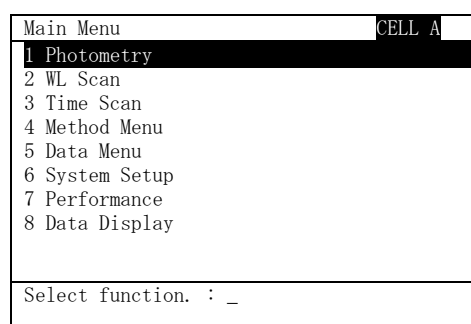 Main Menu CELL A
1 Photometry
2 WL Scan
3 Time Scan
4 Method Menu
5 Data Menu
6 System Setup
7 Performance
8 Data Display
Select function. : _